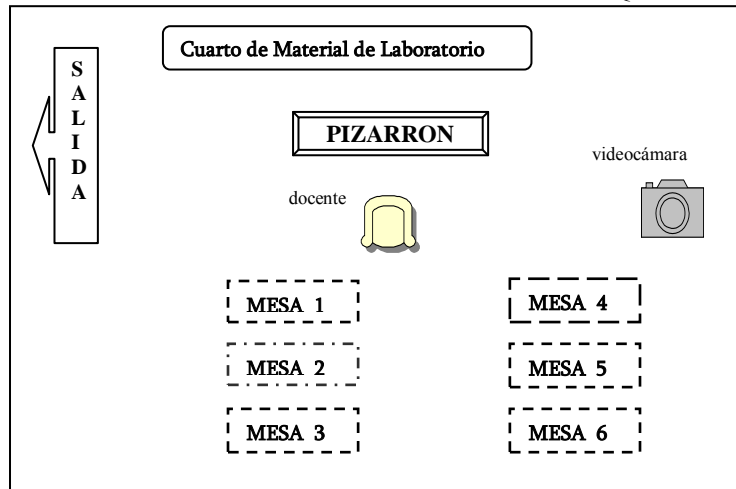 Cuarto de Material de Laboratorio
SALIDA
PIZARRON
videocámara
docente
MESA 1
MESA 4
MESA 2
MESA 5
MESA 3
MESA 6